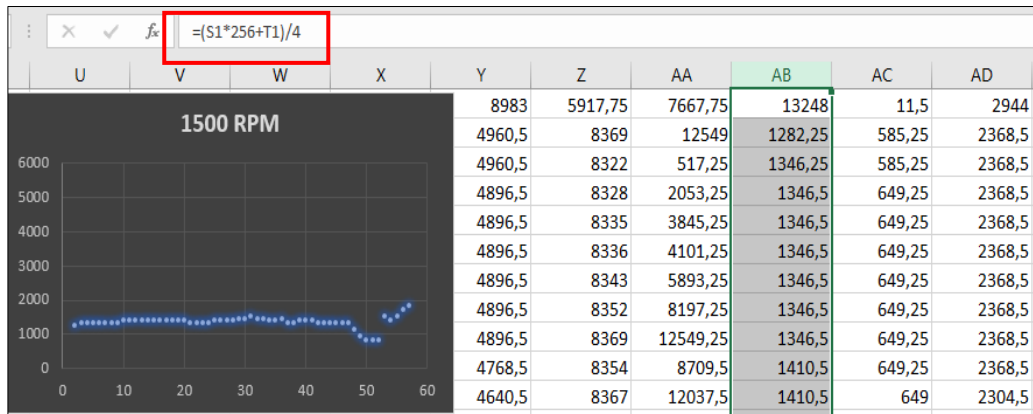 fx =(S1*256+T1)/4
U V W X Y Z AA AB AC AD
8983 5917,75 7667,75 13248 11,5 2944
1500 RPM
4960,5 8369 12549 1282,25 585,25 2368,5
6000
4960,5 8322 517,25 1346,25 585,25 2368,5
5000
4896,5 8328 2053,25 1346,5 649,25 2368,5
4000
4896,5 8335 3845,25 1346,5 649,25 2368,5
3000
4896,5 8336 4101,25 1346,5 649,25 2368,5
4896,5 8343 5893,25 1346,5 649,25 2368,5
2000
4896,5 8352 8197,25 1346,5 649,25 2368,5
1000
4896,5 8369 12549,25 1346,5 649,25 2368,5
0
4768,5 8354 8709,5 1410,5 649,25 2368,5
0 10 20 30 40 50 60
4640,5 8367 12037,5 1410,5 649 2304,5